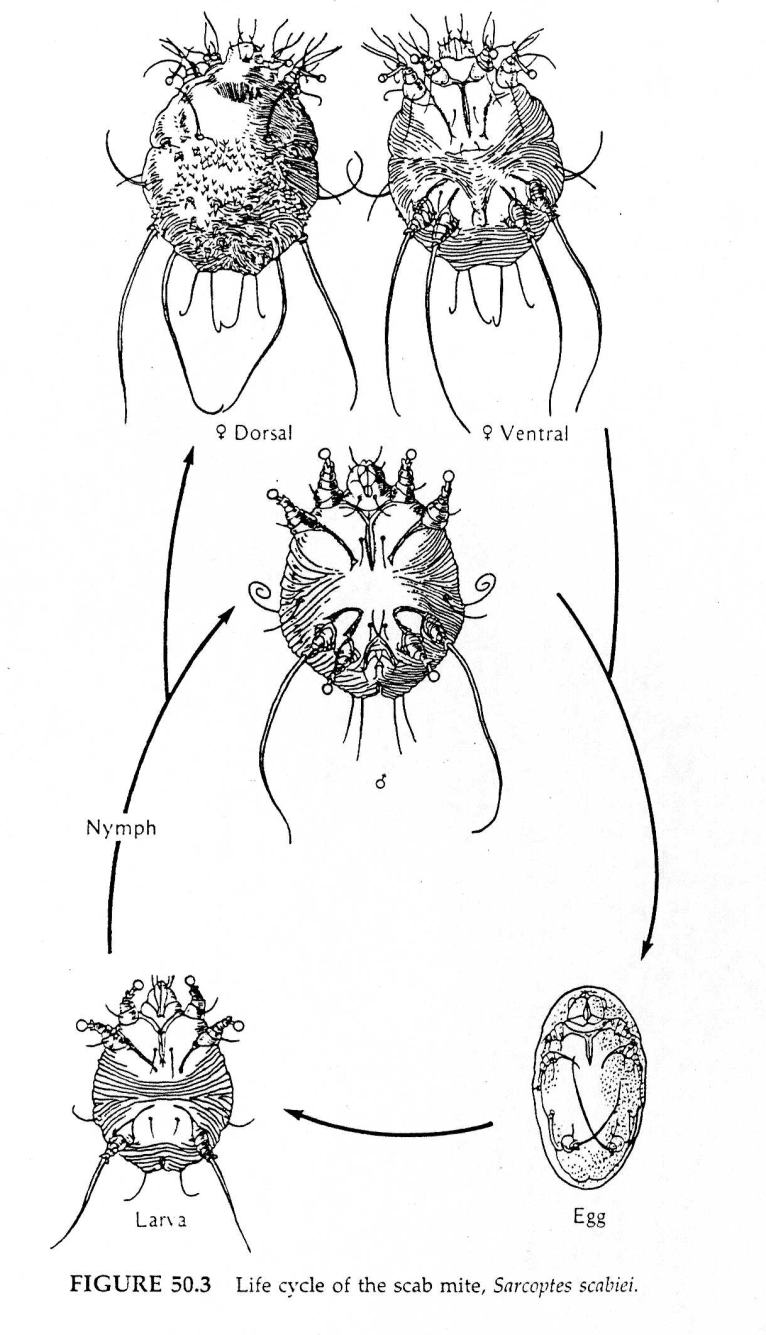 ♀ Dorsal
♀ Ventral
♂
Nymph
Larva
Egg
FIGURE 50.3 Life cycle of the scab mite, Sarcoptes scabiei.